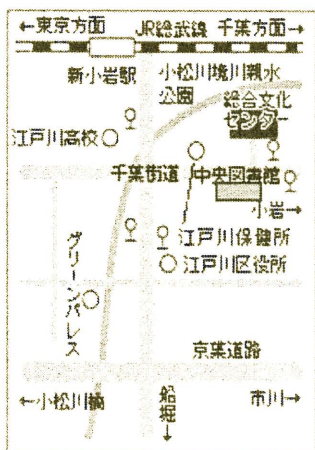 ←東京方面
JR総武線
千葉方面→
新小岩駅
小松川境川親水
公園
総合文化
センター
江戸川高校
千葉街道
中央図書館
小岩→
江戸川保健所
江戸川区役所
グリーンパレス
京葉道路
←小松川橋
船堀↓
市川→